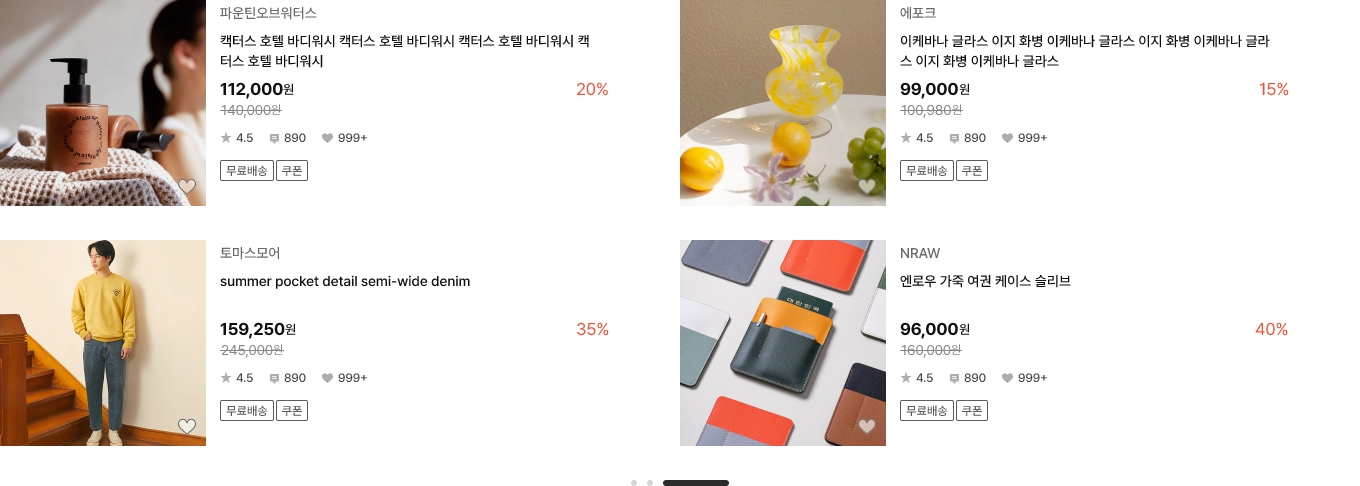 파운틴오브워터스
캑터스 호텔 바디워시 캑터스 호텔 바디워시 캑터스 호텔 바디워시 캑
터스 호텔 바디워시
112,000원
20%
140,000원
4.5 890 999+
무료배송 쿠폰
에포크
이케바나 글라스 이지 화병 이케바나 글라스 이지 화병 이케바나 글라
스 이지 화병 이케바나 글라스
99,000원
15%
100,980원
4.5 890 999+
무료배송 쿠폰
토마스모어
summer pocket detail semi-wide denim
159,250원
35%
245,000원
4.5 890 999+
무료배송 쿠폰
NRAW
엔로우 가죽 여권 케이스 슬리브
96,000원
40%
160,000원
4.5 890 999+
무료배송 쿠폰